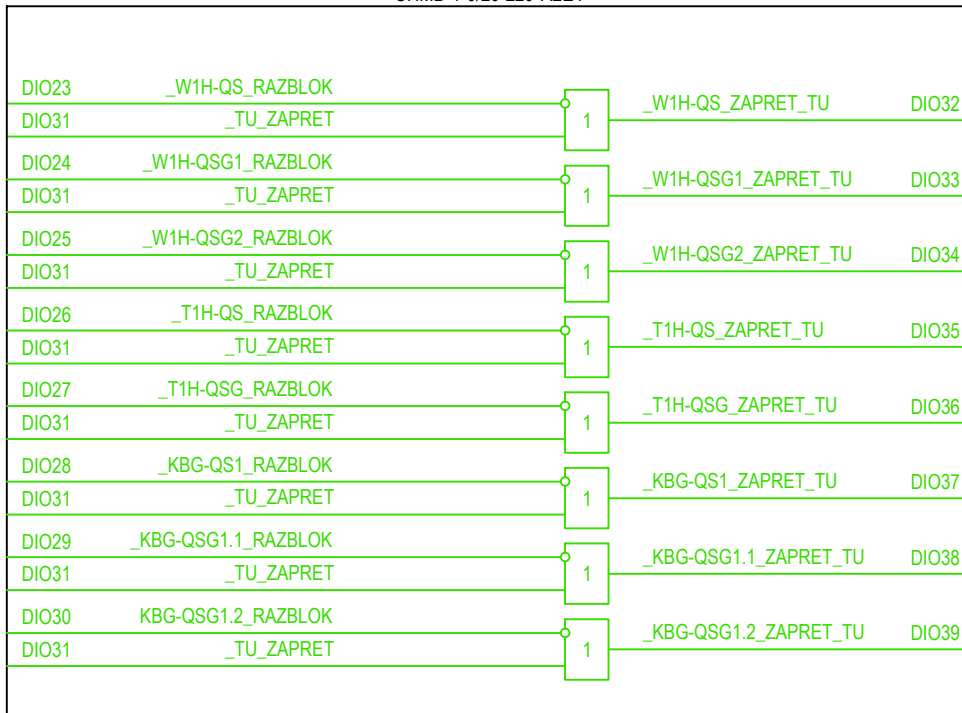 DIO23 _W1H-QS_RAZBLOK
_W1H-QS_ZAPRET_TU DIO32
DIO31 _TU_ZAPRET
1
DIO24 _W1H-QSG1_RAZBLOK
_W1H-QSG1_ZAPRET_TU DIO33
DIO31 _TU_ZAPRET
1
DIO25 _W1H-QSG2_RAZBLOK
_W1H-QSG2_ZAPRET_TU DIO34
DIO31 _TU_ZAPRET
1
DIO26 _T1H-QS_RAZBLOK
_T1H-QS_ZAPRET_TU DIO35
DIO31 _TU_ZAPRET
1
DIO27 _T1H-QSG_RAZBLOK
_T1H-QSG_ZAPRET_TU DIO36
DIO31 _TU_ZAPRET
1
DIO28 _KBG-QS1_RAZBLOK
_KBG-QS1_ZAPRET_TU DIO37
DIO31 _TU_ZAPRET
1
DIO29 _KBG-QSG1.1_RAZBLOK
_KBG-QSG1.1_ZAPRET_TU DIO38
DIO31 _TU_ZAPRET
1
DIO30 KBG-QSG1.2_RAZBLOK
_KBG-QSG1.2_ZAPRET_TU DIO39
DIO31 _TU_ZAPRET
1